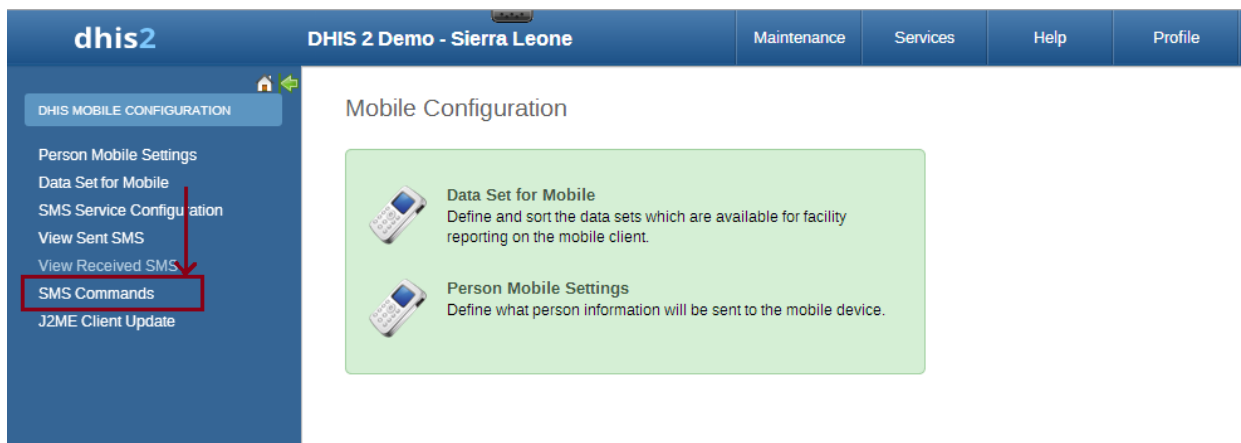 dhis2
DHIS 2 Demo - Sierra Leone
Maintenance
Services
Help
Profile
DHIS MOBILE CONFIGURATION
Person Mobile Settings
Data Set for Mobile
SMS Service Configuration
View Sent SMS
View Received SMS
SMS Commands
J2ME Client Update
Mobile Configuration
Data Set for Mobile
Define and sort the data sets which are available for facility
reporting on the mobile client.
Person Mobile Settings
Define what person information will be sent to the mobile device.